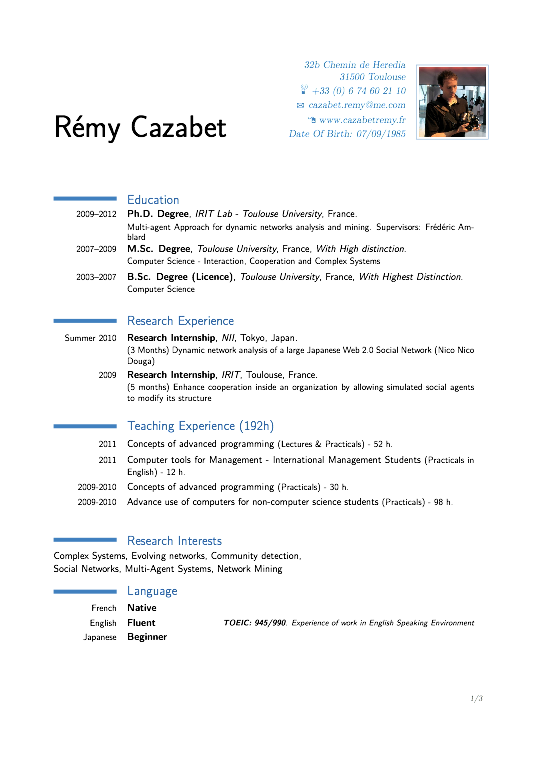 32b Chemin de Heredia
31500 Toulouse
+33 (0) 6 74 60 21 10
cazabet.remy@me.com
www.cazabetremy.fr
Date Of Birth: 07/09/1985
Rémy Cazabet
Education
2009–2012 Ph.D. Degree, IRIT Lab - Toulouse University, France.
Multi-agent Approach for dynamic networks analysis and mining. Supervisors: Frédéric Am-
blard
2007–2009 M.Sc. Degree, Toulouse University, France, With High distinction.
Computer Science - Interaction, Cooperation and Complex Systems
2003–2007 B.Sc. Degree (Licence), Toulouse University, France, With Highest Distinction.
Computer Science
Research Experience
Summer 2010 Research Internship, NII, Tokyo, Japan.
(3 Months) Dynamic network analysis of a large Japanese Web 2.0 Social Network (Nico Nico
Douga)
2009 Research Internship, IRIT, Toulouse, France.
(5 months) Enhance cooperation inside an organization by allowing simulated social agents
to modify its structure
Teaching Experience (192h)
2011 Concepts of advanced programming (Lectures & Practicals) - 52 h.
2011 Computer tools for Management - International Management Students (Practicals in
English) - 12 h.
2009-2010 Concepts of advanced programming (Practicals) - 30 h.
2009-2010 Advance use of computers for non-computer science students (Practicals) - 98 h.
Research Interests
Complex Systems, Evolving networks, Community detection,
Social Networks, Multi-Agent Systems, Network Mining
Language
French Native
English Fluent TOEIC: 945/990. Experience of work in English Speaking Environment
Japanese Beginner
1/3